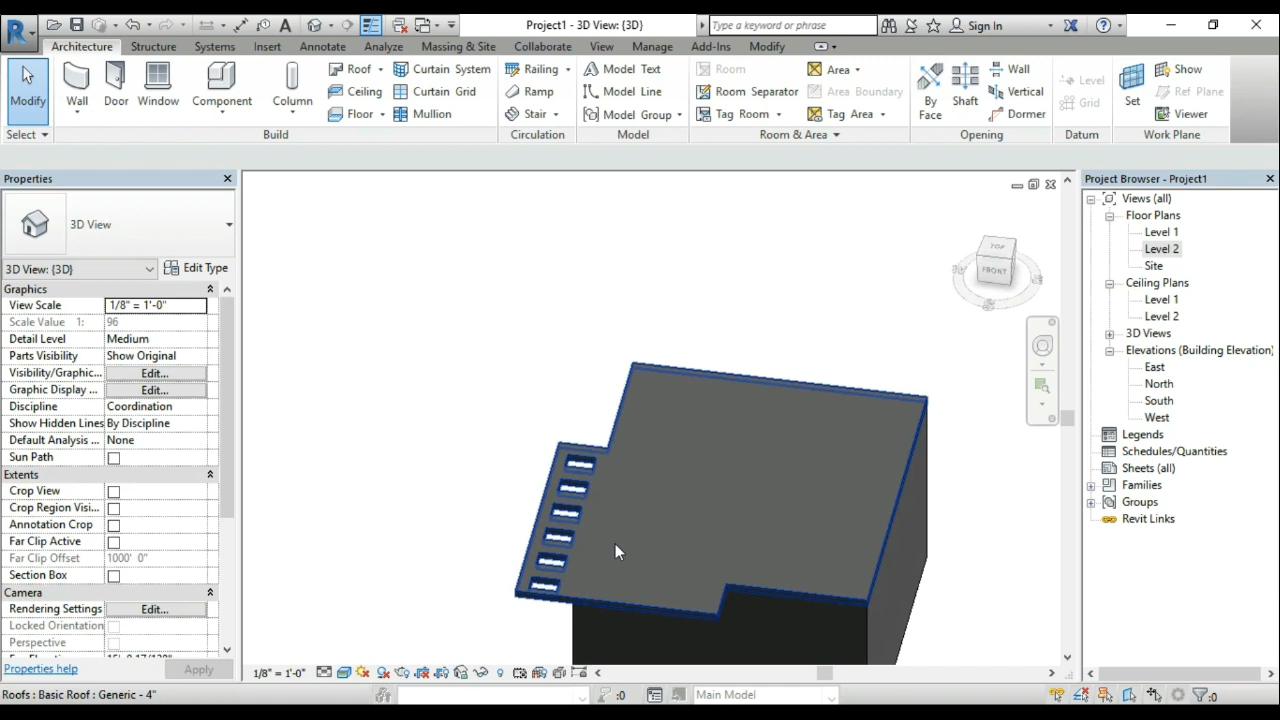 Project1 - 3D View: {3D}
Type a keyword or phrase
Sign In
Architecture Structure Systems Insert Annotate Analyze Massing & Site Collaborate View Manage Add-Ins Modify
Modify Wall Door Window Component Column
Roof Curtain System
Ceiling Curtain Grid
Floor Mullion
Railing
Ramp
Stair
Model Text
Model Line
Model Group
Room Area
Room Separator Area Boundary
Tag Room Tag Area
By Face Shaft
Wall
Vertical
Dormer
Level
Grid
Set
Show
Ref Plane
Viewer
Select Build Circulation Model Room & Area Opening Datum Work Plane
Properties
3D View
3D View: {3D} Edit Type
Graphics
View Scale 1/8" = 1'-0"
Scale Value 1: 96
Detail Level Medium
Parts Visibility Show Original
Visibility/Graphic... Edit...
Graphic Display ... Edit...
Discipline Coordination
Show Hidden Lines By Discipline
Default Analysis ... None
Sun Path
Extents
Crop View
Crop Region Visi...
Annotation Crop
Far Clip Active
Far Clip Offset 1000' 0"
Section Box
Camera
Rendering Settings Edit...
Locked Orientation
Perspective
Properties help Apply
TOP
FRONT
1/8" = 1'-0"
Project Browser - Project1
Views (all)
Floor Plans
Level 1
Level 2
Site
Ceiling Plans
Level 1
Level 2
3D Views
Elevations (Building Elevation)
East
North
South
West
Legends
Schedules/Quantities
Sheets (all)
Families
Groups
Revit Links
Roofs : Basic Roof : Generic - 4"
:0
Main Model
:0